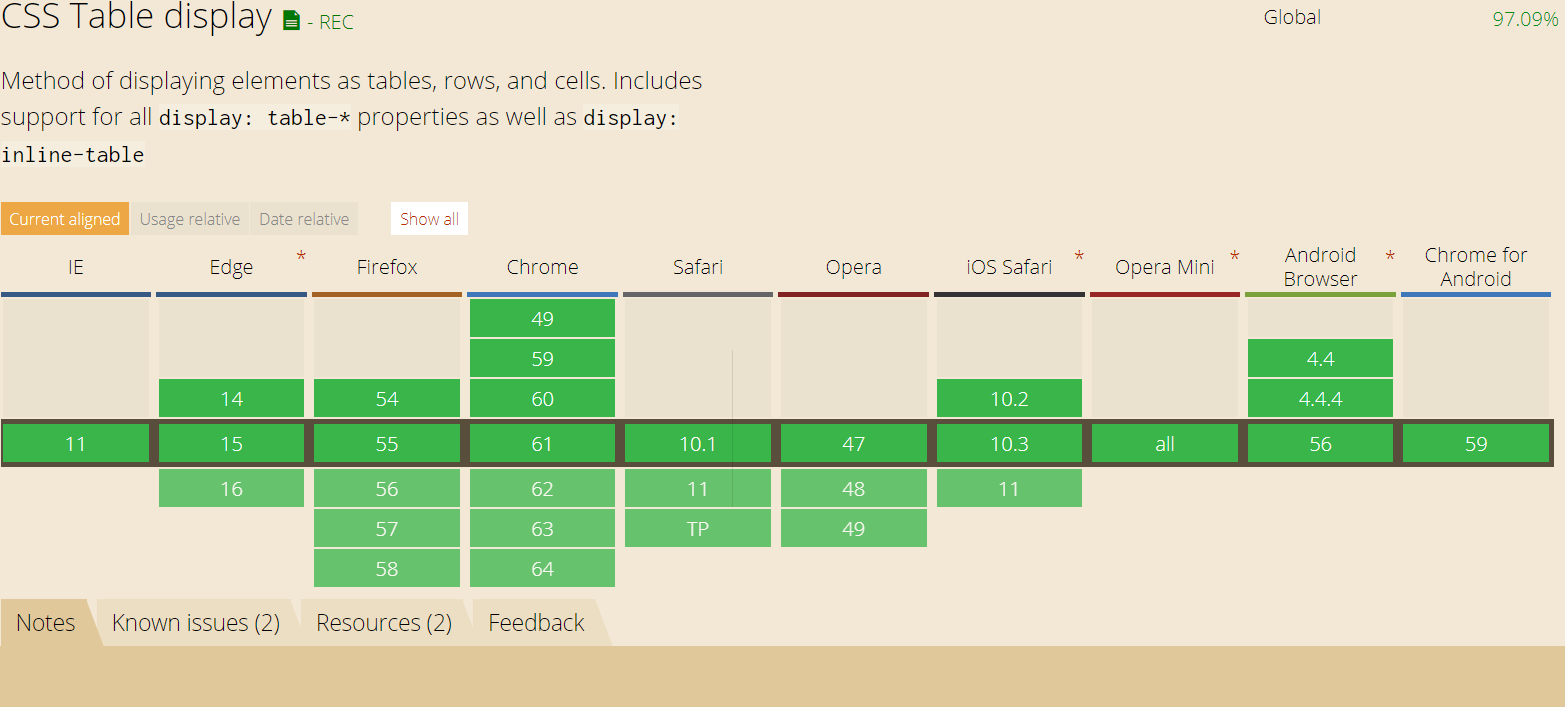 CSS Table display - REC
Global 97.09%
Method of displaying elements as tables, rows, and cells. Includes
support for all display: table-* properties as well as display:
inline-table
Current aligned Usage relative Date relative Show all
IE Edge * Firefox Chrome Safari Opera iOS Safari * Opera Mini * Android Browser * Chrome for Android
49
59 4.4
14 54 60 10.2 4.4.4
11 15 55 61 10.1 47 10.3 all 56 59
16 56 62 11 48 11
57 63 TP 49
58 64
Notes Known issues (2) Resources (2) Feedback